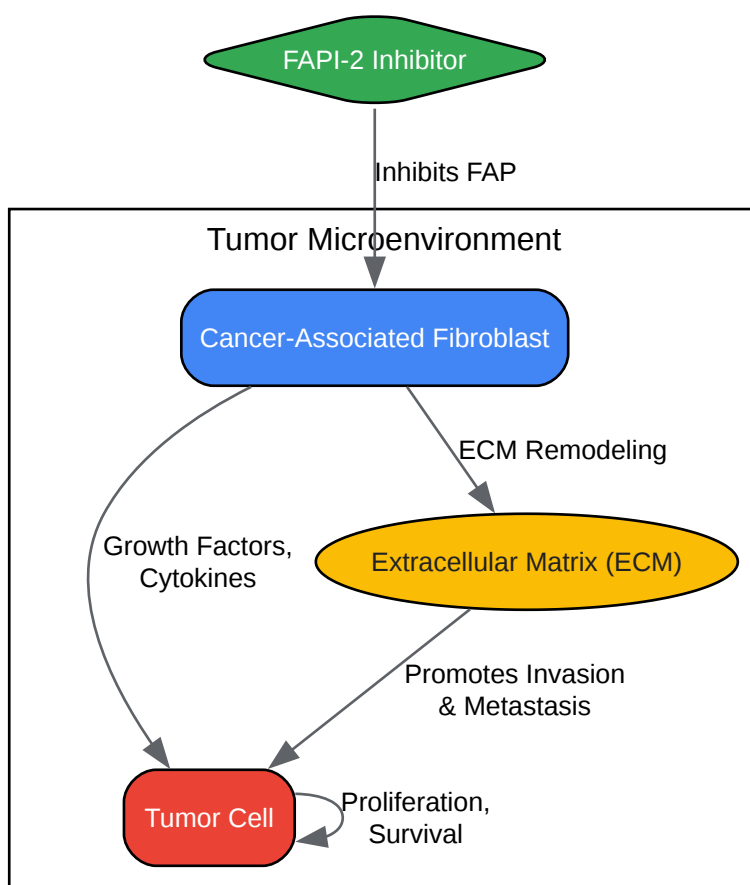 FAPI-2 Inhibitor
Inhibits FAP
Tumor Microenvironment
Cancer-Associated Fibroblast
ECM Remodeling
Growth Factors,
Cytokines
Extracellular Matrix (ECM)
Promotes Invasion
& Metastasis
Tumor Cell
Proliferation,
Survival